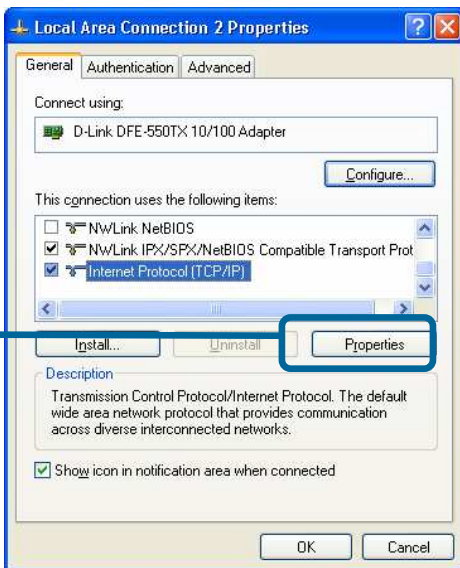 Local Area Connection 2 Properties
General Authentication Advanced
Connect using:
D-Link DFE-550TX 10/100 Adapter
Configure...
This connection uses the following items:
NWLink NetBIOS
NWLink IPX/SPX/NetBIOS Compatible Transport Prot
Internet Protocol (TCP/IP)
Install... Uninstall Properties
Description
Transmission Control Protocol/Internet Protocol. The default
wide area network protocol that provides communication
across diverse interconnected networks.
Show icon in notification area when connected
OK Cancel